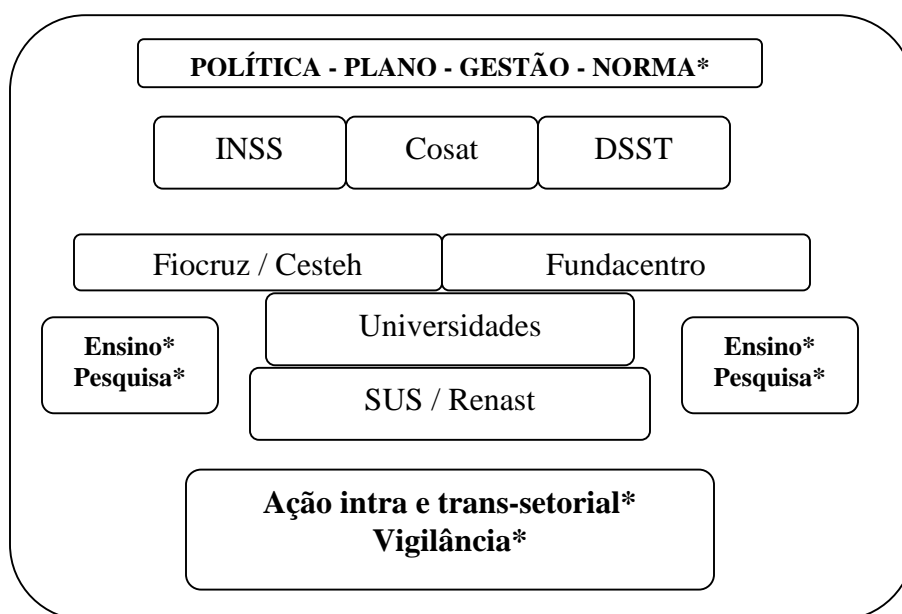 POLÍTICA - PLANO - GESTÃO - NORMA*
INSS
Cosat
DSST
Fiocruz / Cesteh
Fundacentro
Universidades
Ensino*
Pesquisa*
Ensino*
Pesquisa*
SUS / Renast
Ação intra e trans-setorial*
Vigilância*